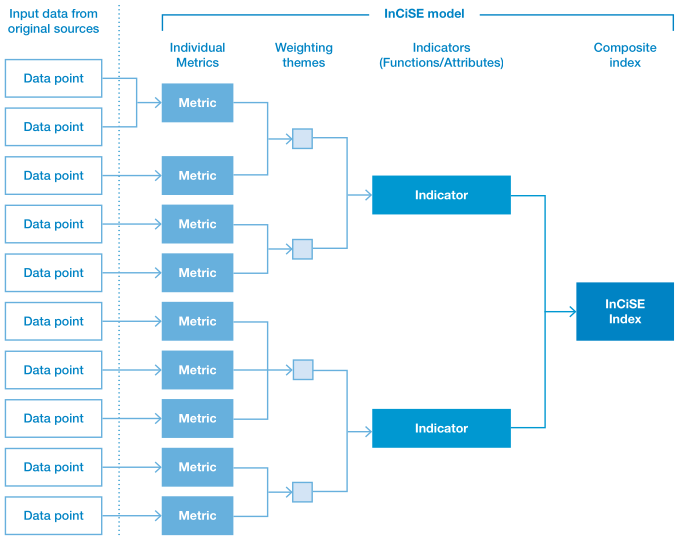 Input data from
original sources
InCiSE model
Individual
Metrics
Weighting
themes
Indicators
(Functions/Attributes)
Composite
index
Data point
Data point
Data point
Data point
Data point
Data point
Data point
Data point
Data point
Data point
Metric
Metric
Metric
Metric
Metric
Metric
Metric
Metric
Metric
Indicator
Indicator
InCiSE
Index